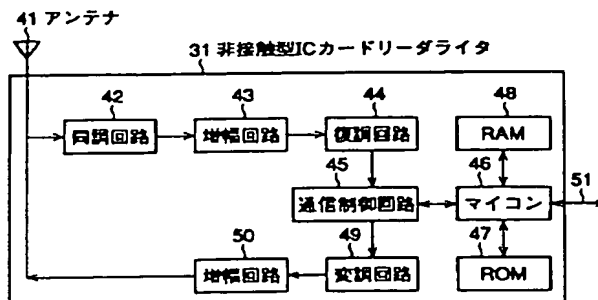 41 アンテナ
31 非接触型ICカードリーダライタ
42
43
44
48
同調回路
増幅回路
復調回路
RAM
45
46
51
通信制御回路
マイコン
50
49
47
増幅回路
変調回路
ROM